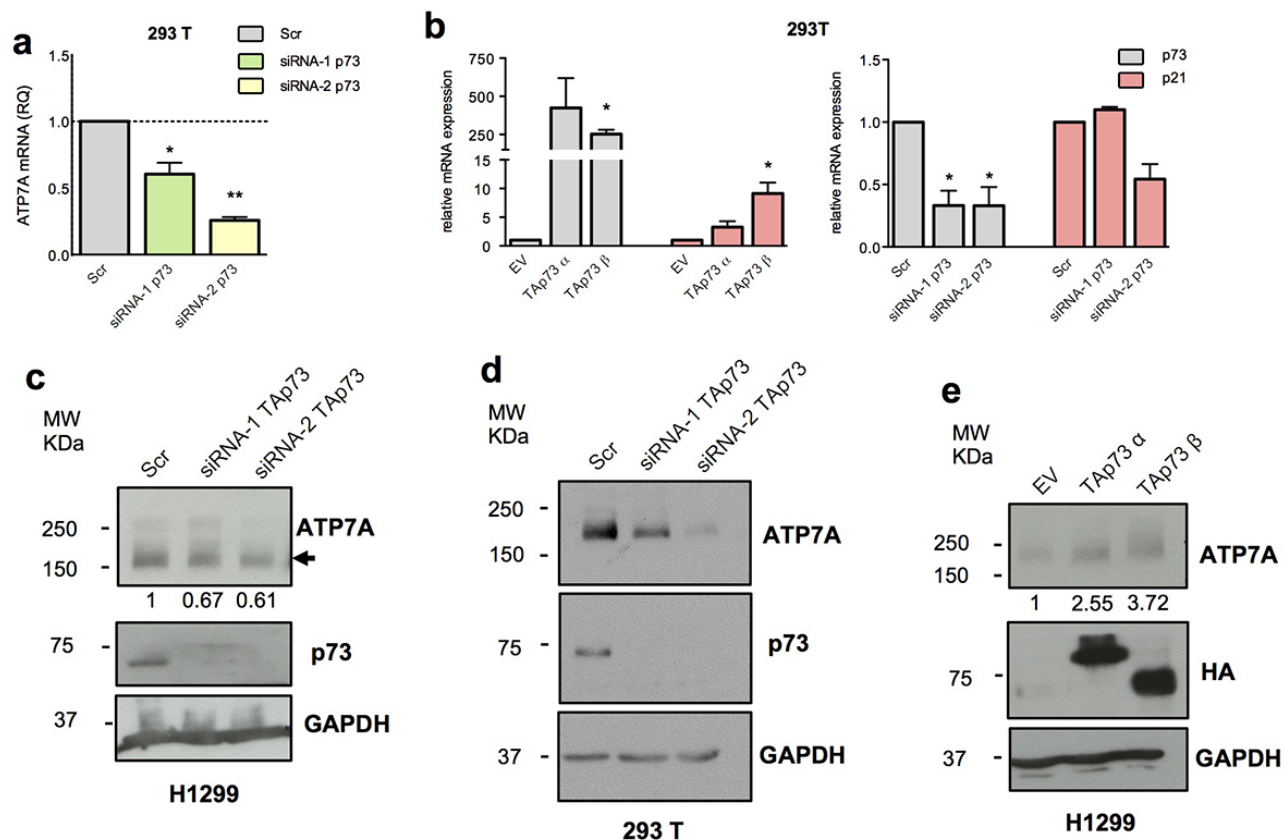 a
293 T
Scr
siRNA-1 p73
siRNA-2 p73
ATP7A mRNA (RQ)
1.5
1.0
0.5
0.0
*
**
Scr
siRNA-1 p73
siRNA-2 p73
b
293T
relative mRNA expression
750
500
250
15
10
5
0
*
*
EV
TAp73 α
TAp73 β
EV
TAp73 α
TAp73 β
p73
p21
relative mRNA expression
1.5
1.0
0.5
0.0
*
*
Scr
siRNA-1 p73
siRNA-2 p73
Scr
siRNA-1 p73
siRNA-2 p73
c
MW
KDa
Scr
siRNA-1 TAp73
siRNA-2 TAp73
250 -
150 -
ATP7A
1 0.67 0.61
75 -
p73
37 -
GAPDH
H1299
d
MW
KDa
Scr
siRNA-1 TAp73
siRNA-2 TAp73
250 -
150 -
ATP7A
75 -
p73
37 -
GAPDH
293 T
e
MW
KDa
EV
TAp73 α
TAp73 β
250 -
150 -
ATP7A
1 2.55 3.72
75 -
HA
37 -
GAPDH
H1299